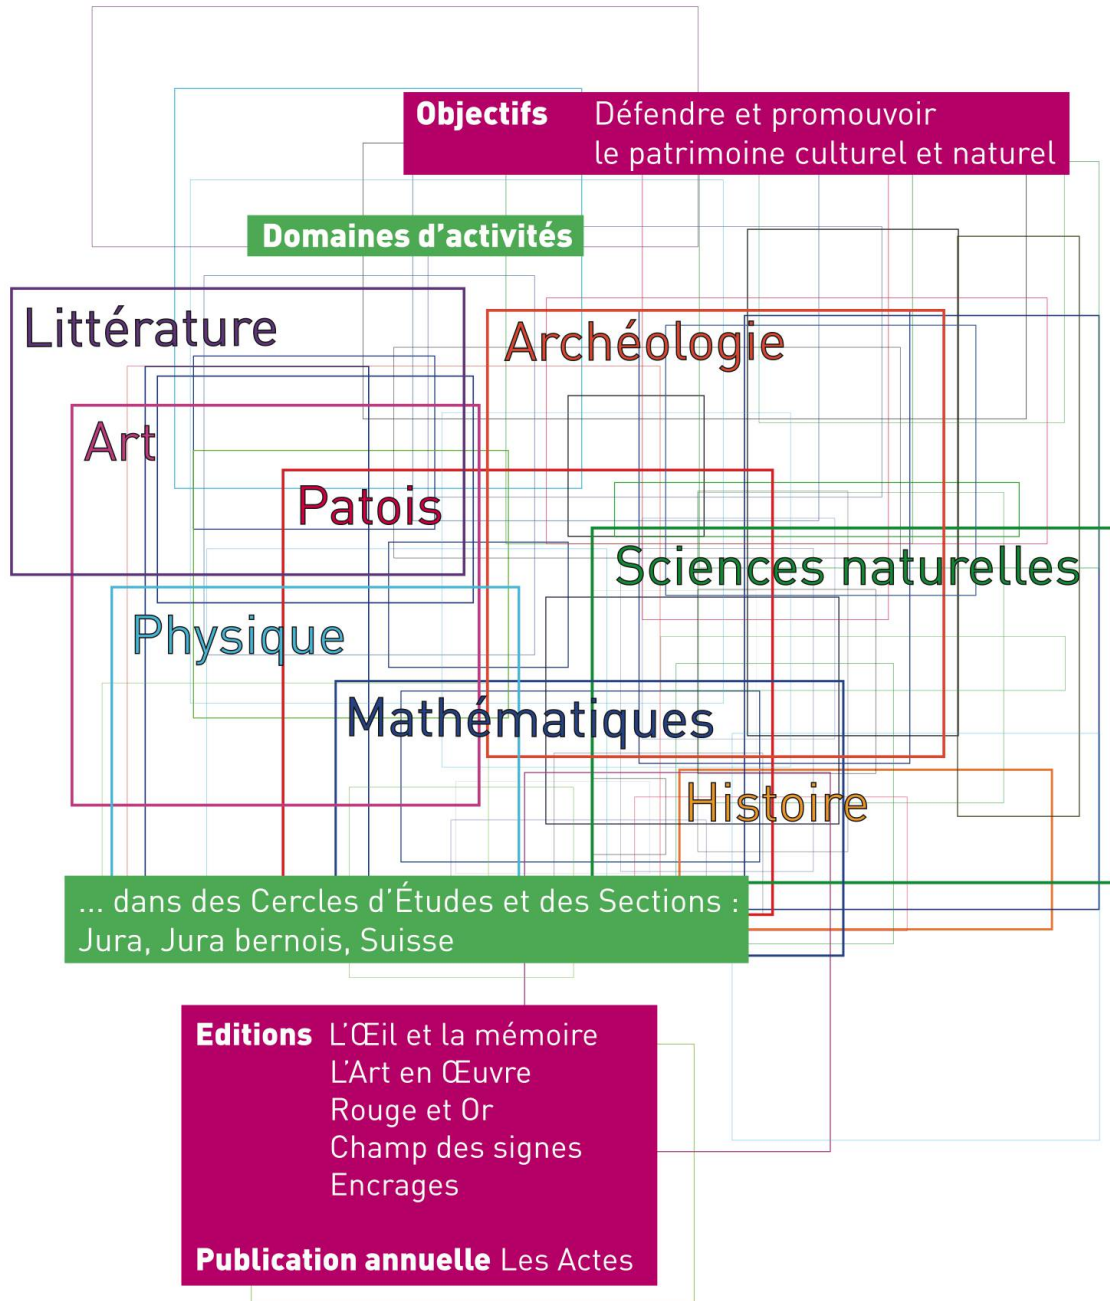 Objectifs Défendre et promouvoir
le patrimoine culturel et naturel
Domaines d'activités
Littérature
Archéologie
Art
Patois
Sciences naturelles
Physique
Mathématiques
Histoire
... dans des Cercles d'Études et des Sections :
Jura, Jura bernois, Suisse
Editions L'Œil et la mémoire
L'Art en Œuvre
Rouge et Or
Champ des signes
Encrages
Publication annuelle Les Actes